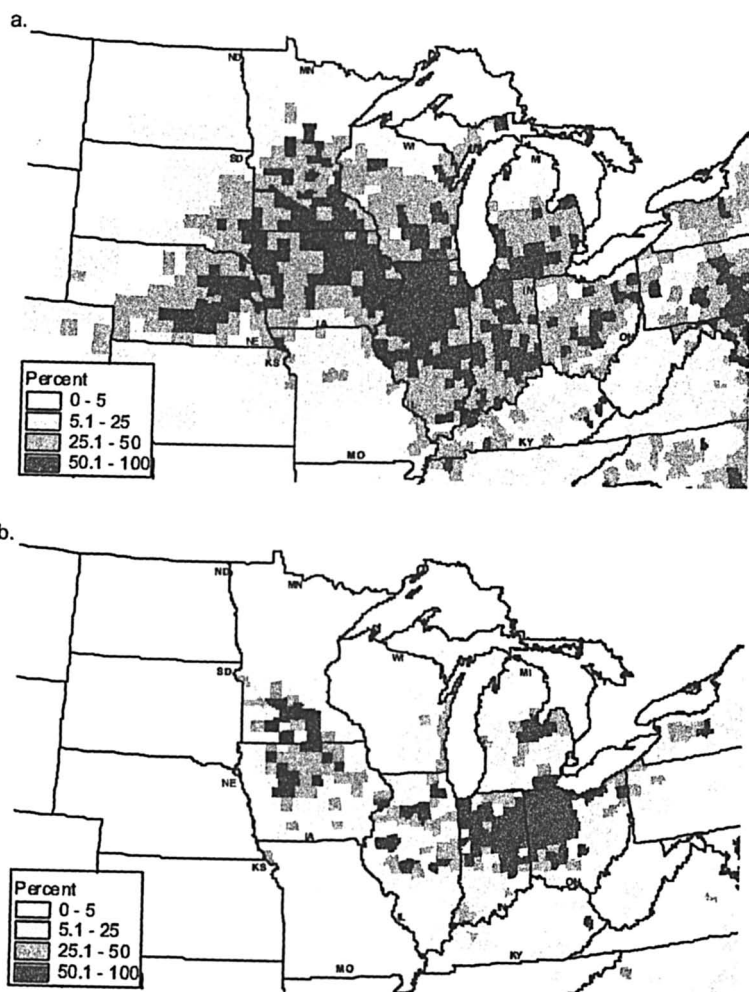 a.
ND
MN
SD
WI
MI
IN
IA
NE
OH
KS
Percent
0 - 5
5.1 - 25
25.1 - 50
50.1 - 100
MO
KY
b.
ND
MN
SD
WI
MI
NE
IA
KS
OH
Percent
0 - 5
5.1 - 25
25.1 - 50
50.1 - 100
IL
MO
KY